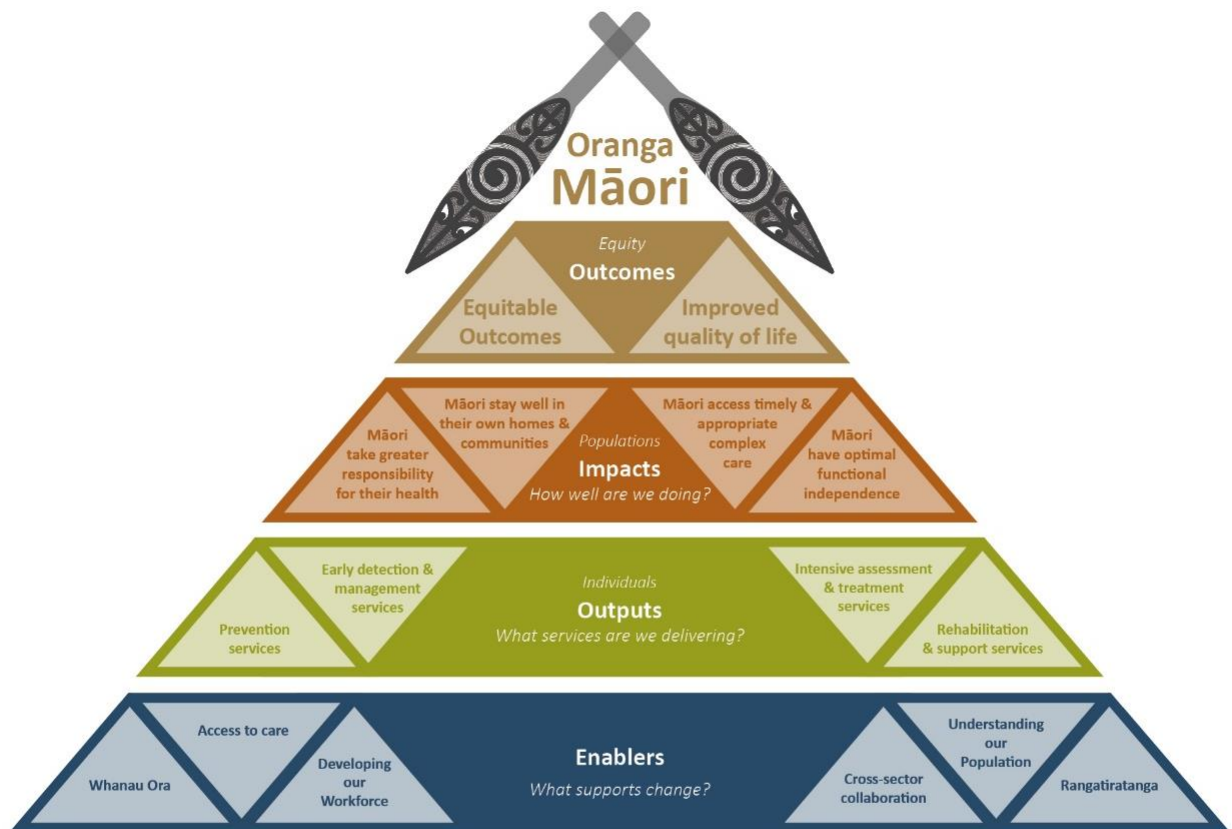 Oranga
Māori
Equity
Outcomes
Equitable
Outcomes
Improved
quality of life
Māori
take greater
responsibility
for their health
Māori stay well in
their own homes &
communities
Populations
Impacts
How well are we doing?
Māori access timely &
appropriate
complex
care
Māori
have optimal
functional
independence
Prevention
services
Early detection &
management
services
Individuals
Outputs
What services are we delivering?
Intensive assessment
& treatment
services
Rehabilitation
& support services
Whanau Ora
Access to care
Developing
our
Workforce
Enablers
What supports change?
Cross-sector
collaboration
Understanding
our
Population
Rangatiratanga